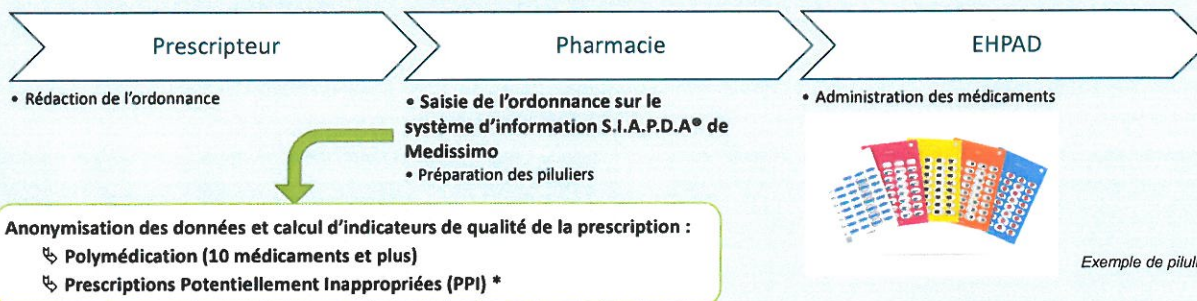 Prescripteur
Pharmacie
EHPAD
• Rédaction de l'ordonnance
• Saisie de l'ordonnance sur le
système d'information S.I.A.P.D.A® de
Medissimo
• Préparation des piluliers
• Administration des médicaments
Anonymisation des données et calcul d'indicateurs de qualité de la prescription :
Polymédication (10 médicaments et plus)
Prescriptions Potentiellement Inappropriées (PPI) *
Exemple de pilul